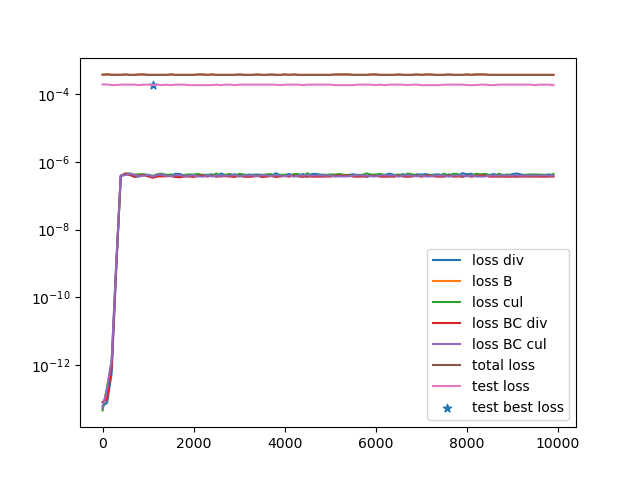 10⁻⁴
10⁻⁶
10⁻⁸
10⁻¹⁰
10⁻¹²
loss div
loss B
loss cul
loss BC div
loss BC cul
total loss
test loss
test best loss
0 2000 4000 6000 8000 10000